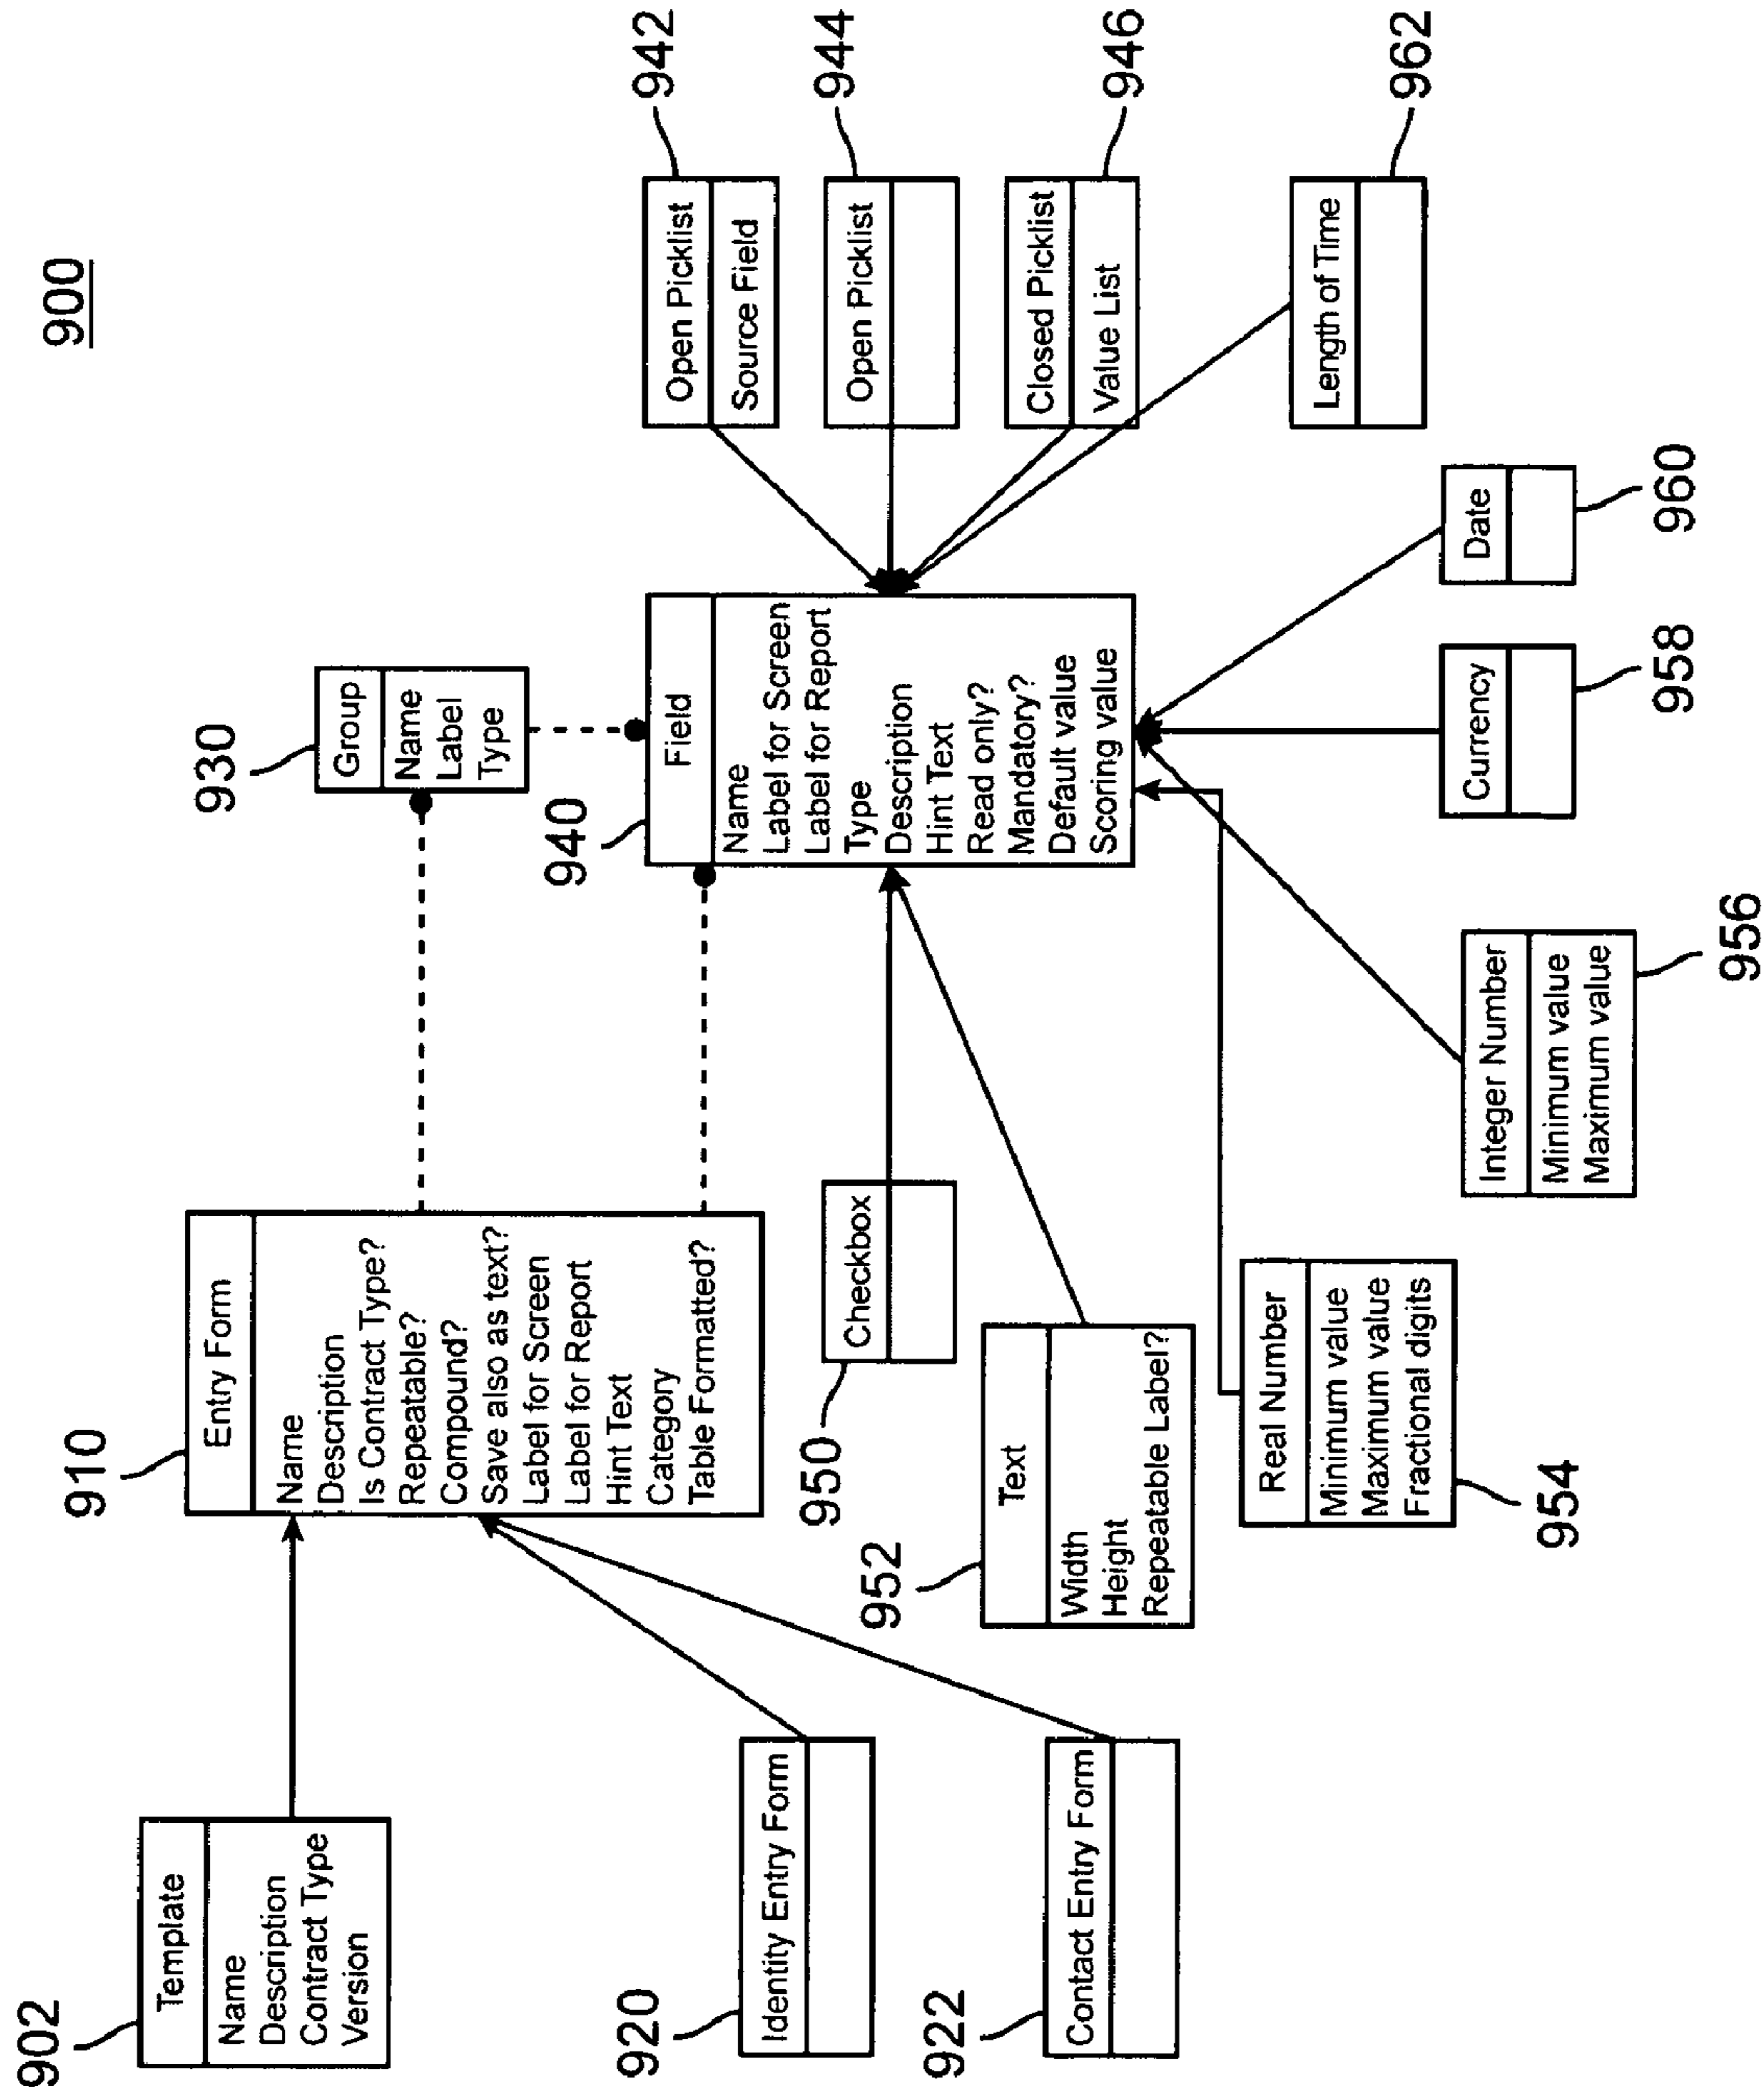 900
902
Template
Name
Description
Contract Type
Version
910
Entry Form
Name
Description
Is Contract Type?
Repeatable?
Compound?
Save also as text?
Label for Screen
Label for Report
Hint Text
Category
Table Formatted?
920
Identity Entry Form
922
Contact Entry Form
930
Group
Name
Label
Type
940
Field
Name
Label for Screen
Label for Report
Type
Description
Hint Text
Read only?
Mandatory?
Default value
Scoring value
942
Open Picklist
Source Field
944
Open Picklist
946
Closed Picklist
Value List
962
Length of Time
950
Checkbox
952
Text
Width
Height
Repeatable Label?
954
Real Number
Minimum value
Maximum value
Fractional digits
956
Integer Number
Minimum value
Maximum value
958
Currency
960
Date